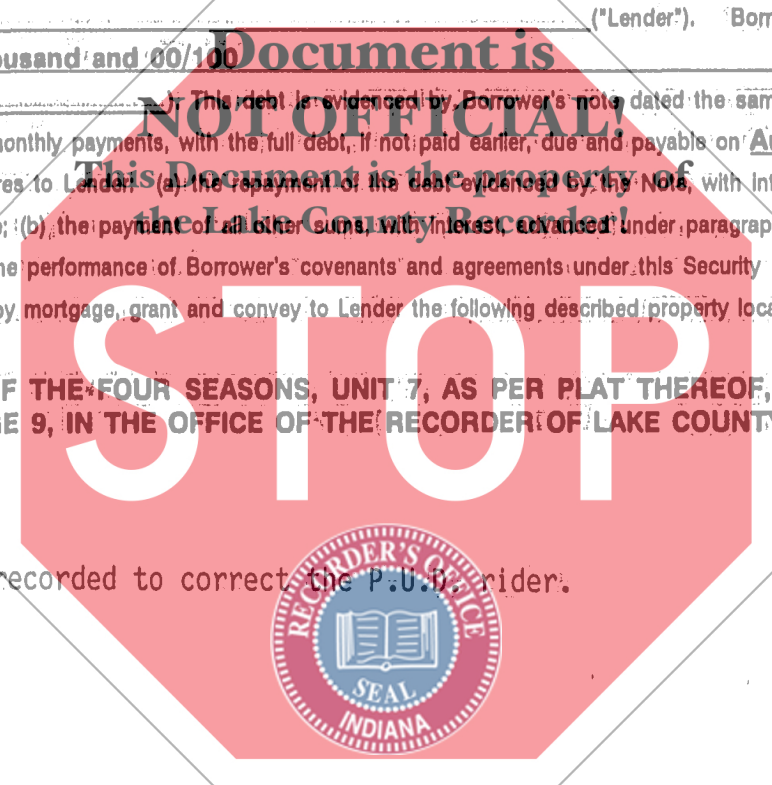 ("Lender"). Borr
ousand and 00/100
Document is
). This debt is evidenced by Borrower's note dated the sam
NOT OFFICIAL!
monthly payments, with the full debt, if not paid earlier, due and payable on Au
This Document is the property of
res to Lender: (a) the repayment of the debt evidenced by the Note, with int
the Lake County Recorder!
; (b) the payment of all other sums, with interest, advanced under paragrap
he performance of Borrower's covenants and agreements under this Security
by mortgage, grant and convey to Lender the following described property loca
STOP
F THE FOUR SEASONS, UNIT 7, AS PER PLAT THEREOF,
GE 9, IN THE OFFICE OF THE RECORDER OF LAKE COUNTY
recorded to correct the P.U.D. rider.
RECORDER'S OFFICE
SEAL
INDIANA